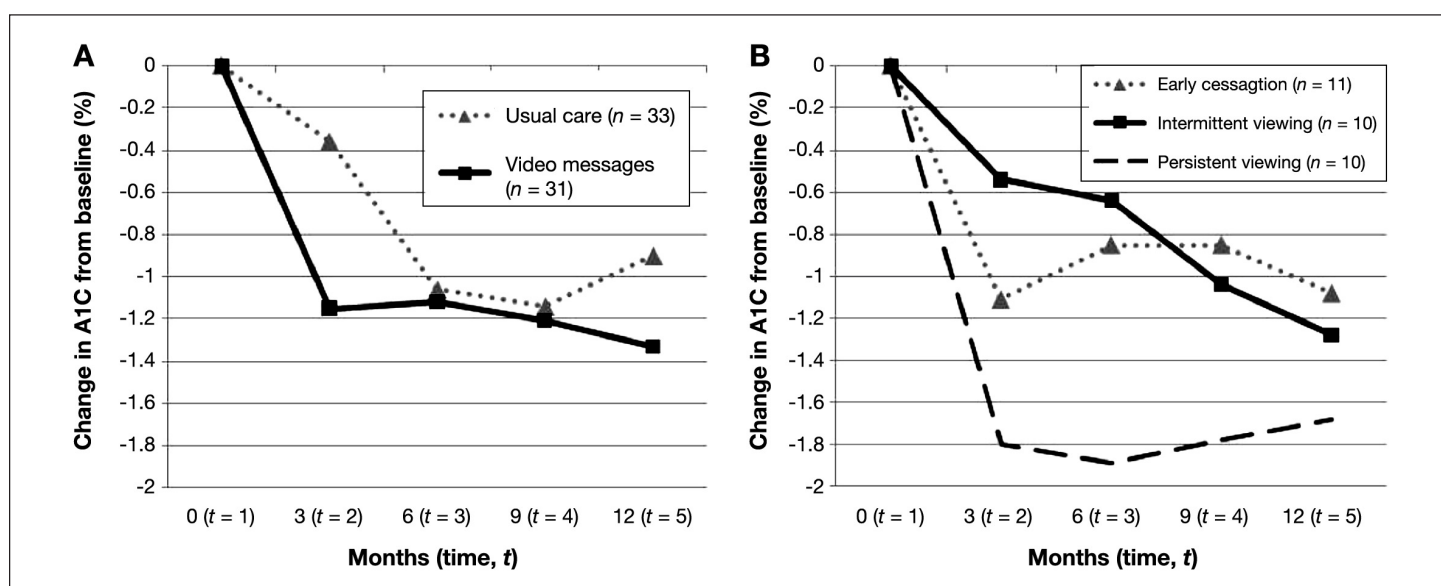 A
Change in A1C from baseline (%)
0
-0.2
-0.4
-0.6
-0.8
-1
-1.2
-1.4
-1.6
-1.8
-2
Usual care (n = 33)
Video messages
(n = 31)
0 (t = 1)
3 (t = 2)
6 (t = 3)
9 (t = 4)
12 (t = 5)
Months (time, t)
B
Change in A1C from baseline (%)
0
-0.2
-0.4
-0.6
-0.8
-1
-1.2
-1.4
-1.6
-1.8
-2
Early cessagtion (n = 11)
Intermittent viewing (n = 10)
Persistent viewing (n = 10)
0 (t = 1)
3 (t = 2)
6 (t = 3)
9 (t = 4)
12 (t = 5)
Months (time, t)